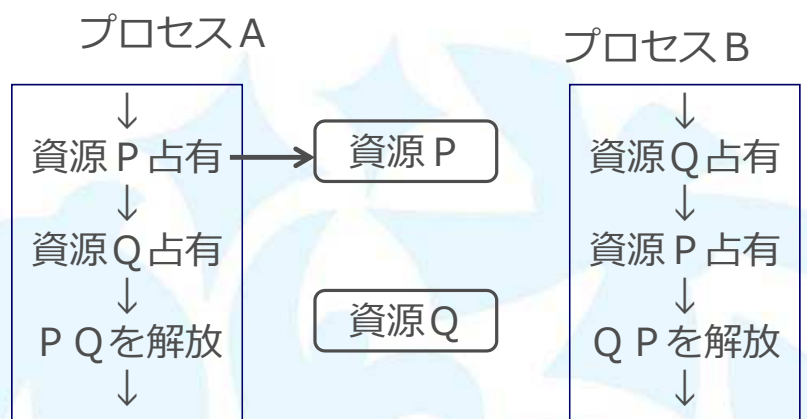 プロセスA
プロセスB
↓
資源P占有
↓
資源Q占有
↓
PQを解放
↓
資源P
資源Q
↓
資源Q占有
↓
資源P占有
↓
QPを解放
↓